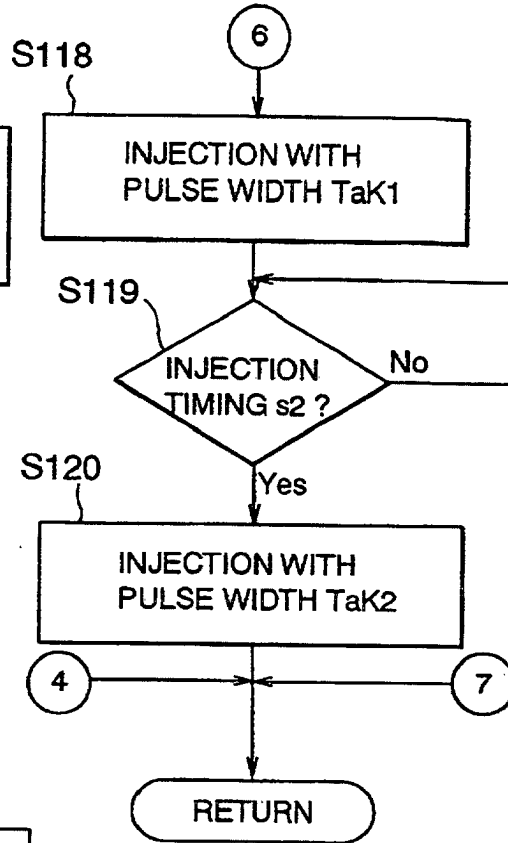 6
S118
INJECTION WITH
PULSE WIDTH TaK1
S119
INJECTION
TIMING s2 ?
No
Yes
S120
INJECTION WITH
PULSE WIDTH TaK2
4
7
RETURN